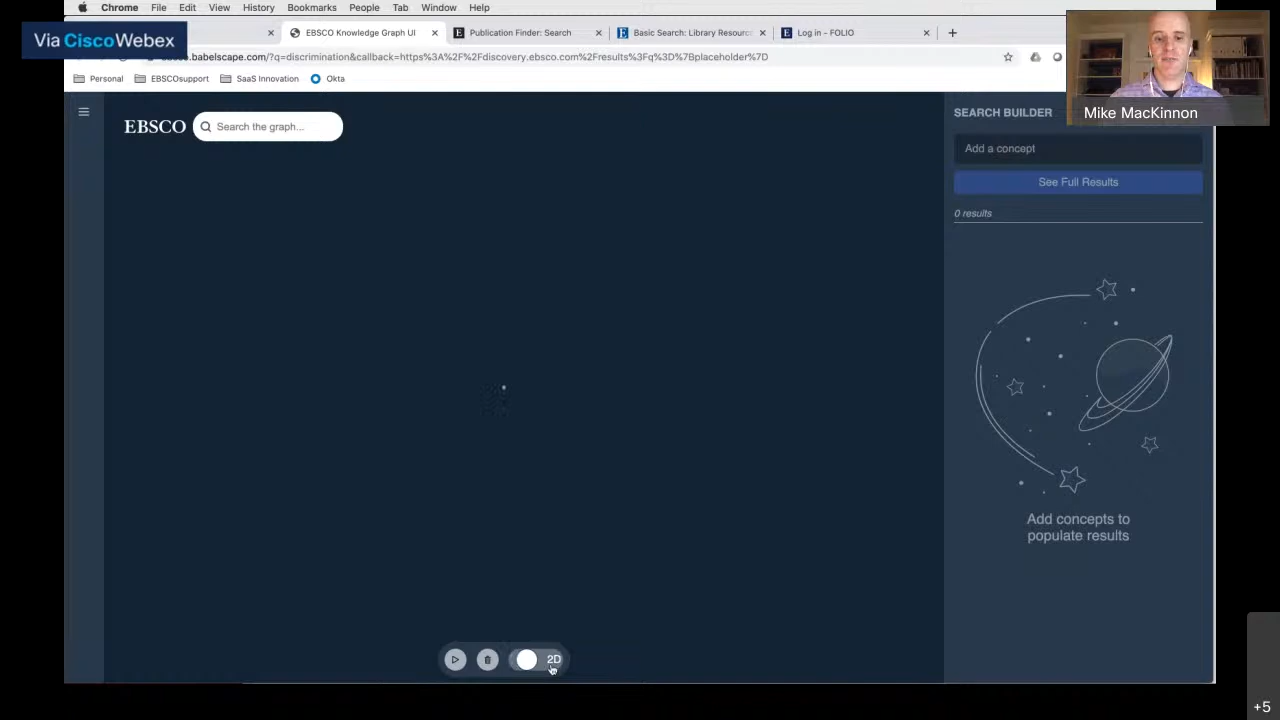 Chrome File Edit View History Bookmarks People Tab Window Help
Via Cisco Webex
EBSCO Knowledge Graph UI
Publication Finder: Search
Basic Search: Library Resourc
Log in – FOLIO
.babelscape.com/?q=discrimination&callback=https%3A%2F%2Fdiscovery.ebsco.com%2Fresults%3Fq%3D%7Bplaceholder%7D
Personal EBSCOsupport SaaS Innovation Okta
Mike MacKinnon
EBSCO
Search the graph...
SEARCH BUILDER
Add a concept
See Full Results
0 results
Add concepts to
populate results
2D
+5